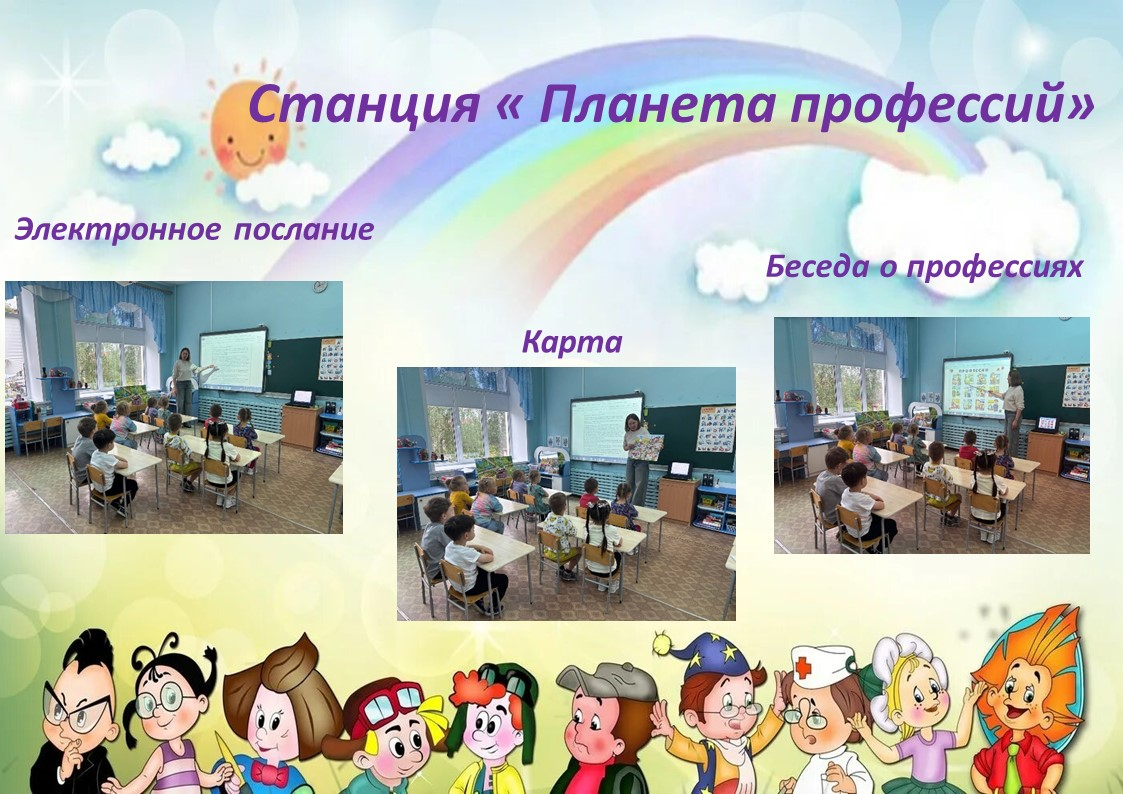 Станция « Планета профессий»
Электронное послание
Беседа о профессиях
Карта